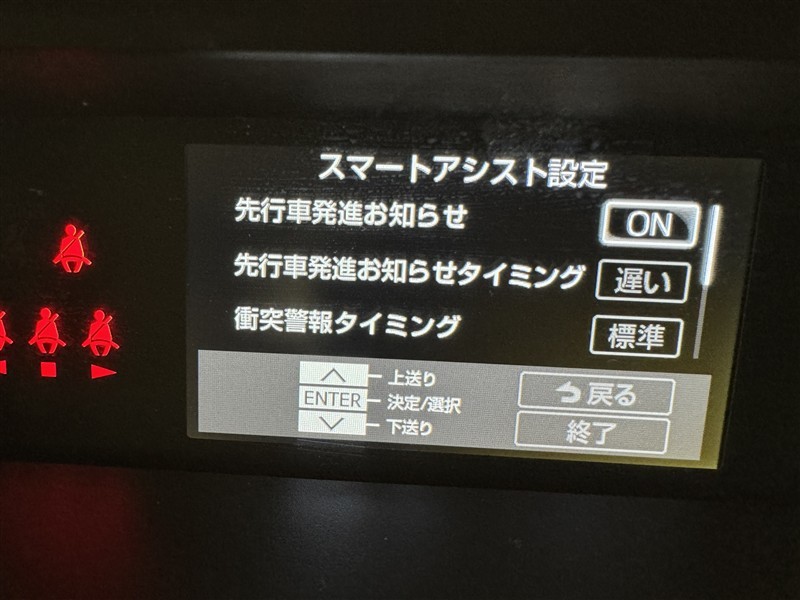 スマートアシスト設定
先行車発進お知らせ ON
先行車発進お知らせタイミング 遅い
衝突警報タイミング 標準
上送り
ENTER 決定/選択
下送り
戻る
終了